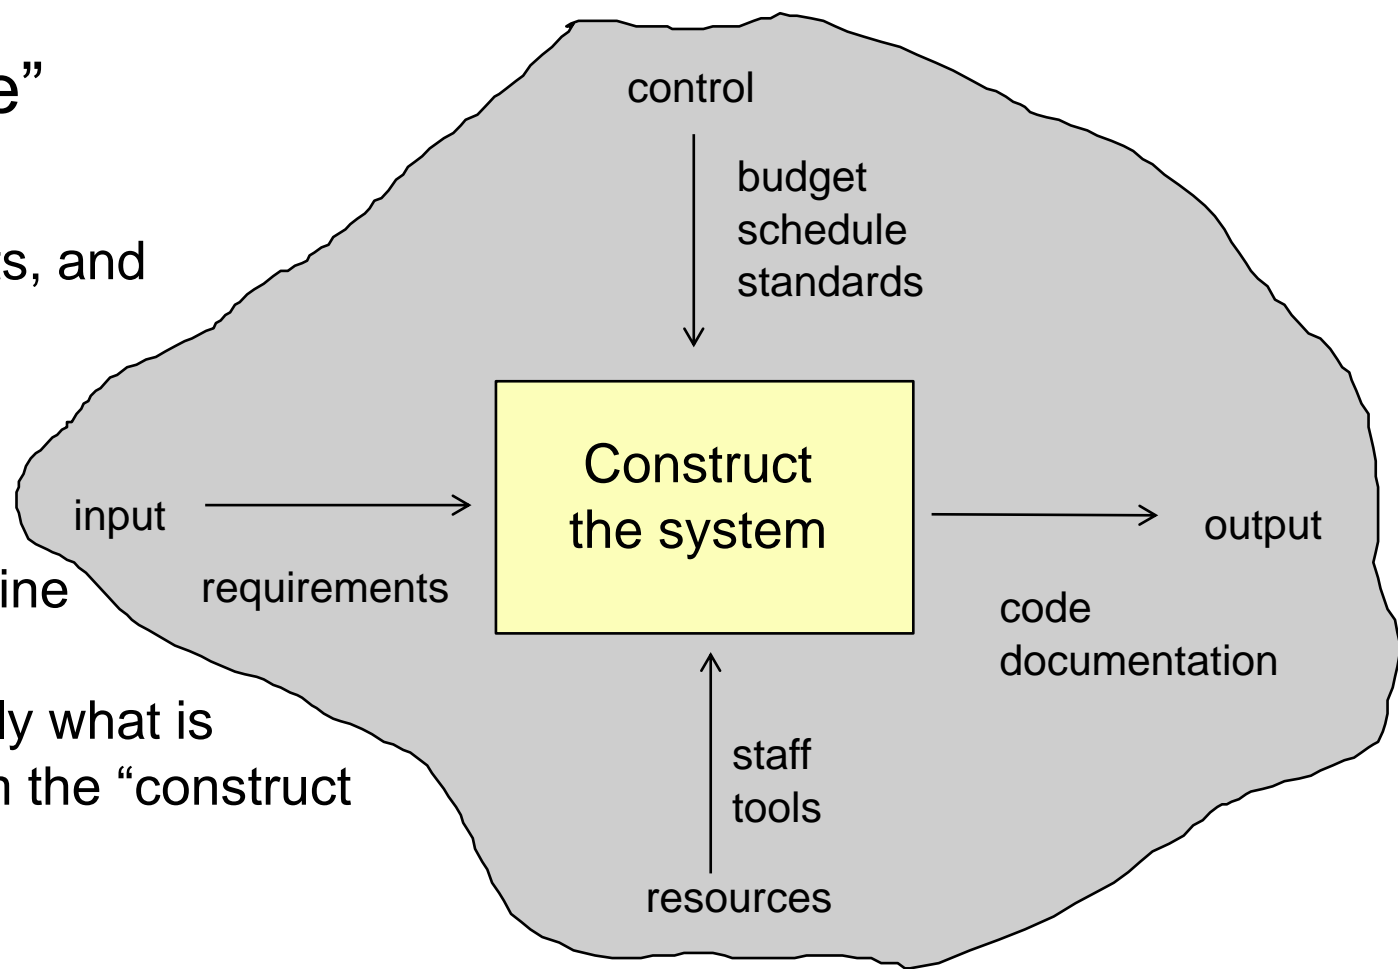 e”
ts, and
ine
ly what is
n the “construct
control
budget
schedule
standards
input
requirements
Construct
the system
output
code
documentation
staff
tools
resources